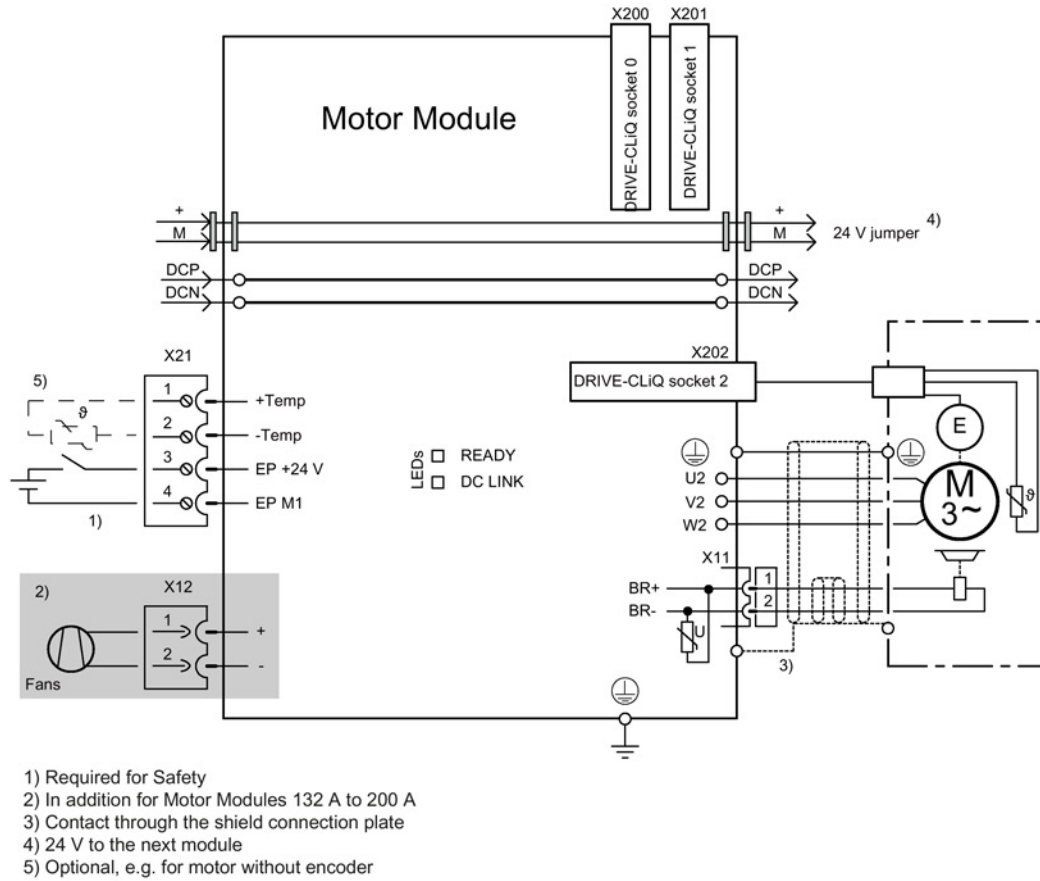 X200 X201
DRIVE-CLiQ socket 0
DRIVE-CLiQ socket 1
Motor Module
+ +
M M 24 V jumper 4)
DCP DCP
DCN DCN
X21 X202
DRIVE-CLiQ socket 2
5)
ϑ
1 +Temp
2 -Temp
3 EP +24 V
4 EP M1
1)
LEDs
READY
DC LINK
E
U2
V2
W2
M
3~
ϑ
X11
BR+ 1
BR- 2
U
3)
2) X12
1 +
2 -
Fans
1) Required for Safety
2) In addition for Motor Modules 132 A to 200 A
3) Contact through the shield connection plate
4) 24 V to the next module
5) Optional, e.g. for motor without encoder